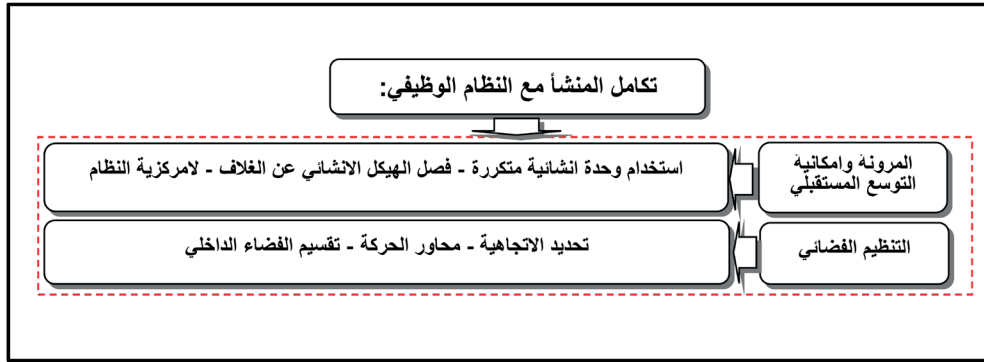 تكامل المنشأ مع النظام الوظيفي:
المرونة وامكانية
التوسع المستقبلي
استخدام وحدة انشائية متكررة - فصل الهيكل الانشائي عن الغلاف - لامركزية النظام
التنظيم الفضائي
تحديد الاتجاهية - محاور الحركة - تقسيم الفضاء الداخلي